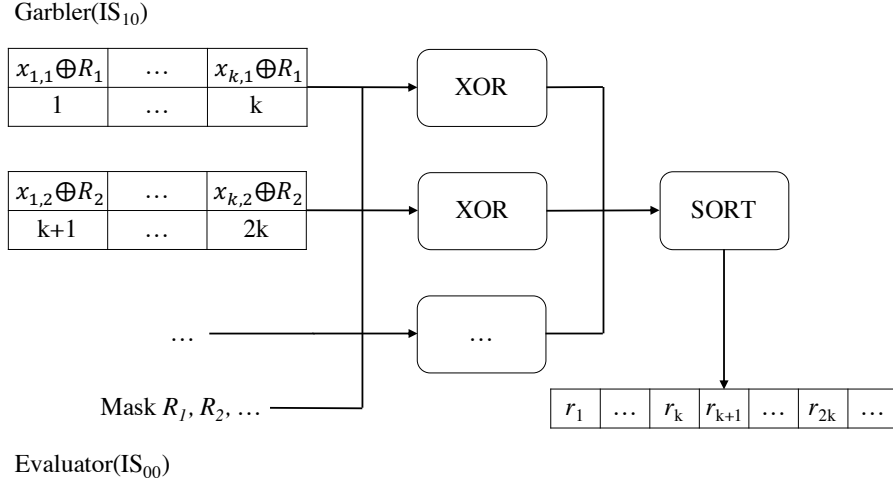 Garbler(IS₁₀)
x₁,₁⊕R₁ … xₖ,₁⊕R₁
1 … k
XOR
x₁,₂⊕R₂ … xₖ,₂⊕R₂
k+1 … 2k
XOR
SORT
… …
Mask R₁, R₂, …
r₁ … rₖ rₖ₊₁ … r₂ₖ …
Evaluator(IS₀₀)